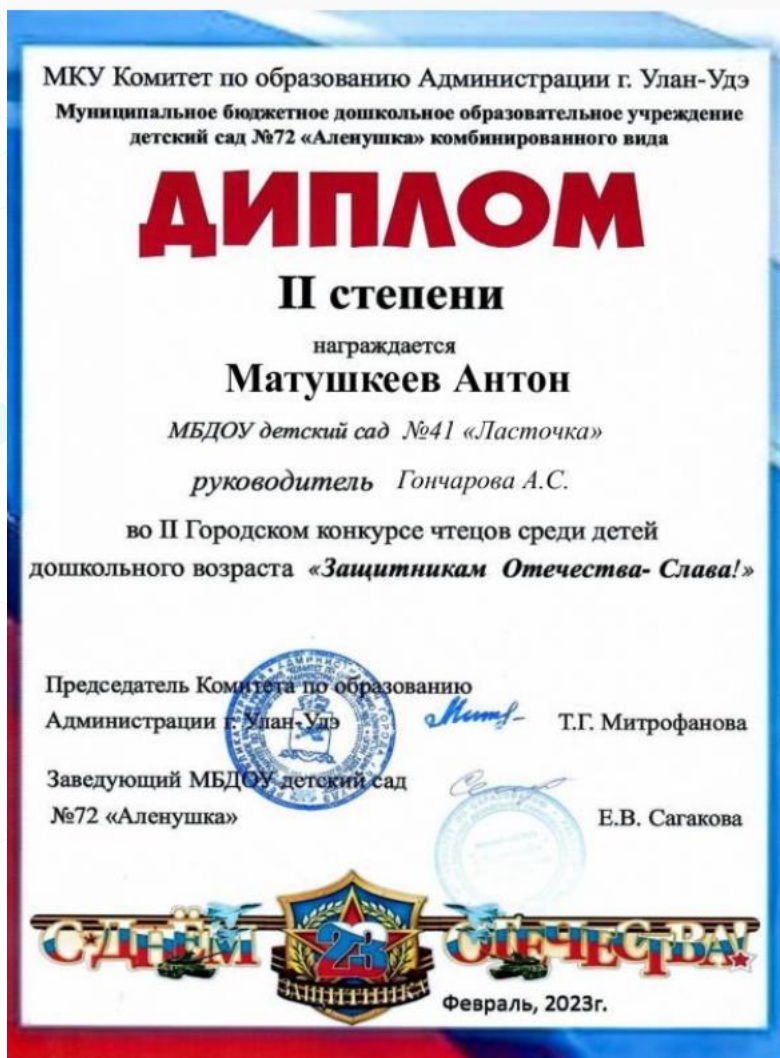 МКУ Комитет по образованию Администрации г. Улан-Удэ
Муниципальное бюджетное дошкольное образовательное учреждение
детский сад №72 «Аленушка» комбинированного вида
ДИПЛОМ
II степени
награждается
Матушкеев Антон
МБДОУ детский сад №41 «Ласточка»
руководитель Гончарова А.С.
во II Городском конкурсе чтецов среди детей
дошкольного возраста «Защитникам Отечества- Слава!»
Председатель Комитета по образованию
Администрации г. Улан-Удэ
Т.Г. Митрофанова
Заведующий МБДОУ детский сад
№72 «Аленушка»
Е.В. Сагакова
С ДНЁМ 23 ОТЕЧЕСТВА!
ЗАЩИТНИКА
Февраль, 2023г.